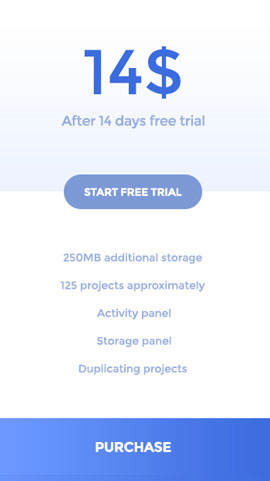 14$
After 14 days free trial
START FREE TRIAL
250MB additional storage
125 projects approximately
Activity panel
Storage panel
Duplicating projects
PURCHASE